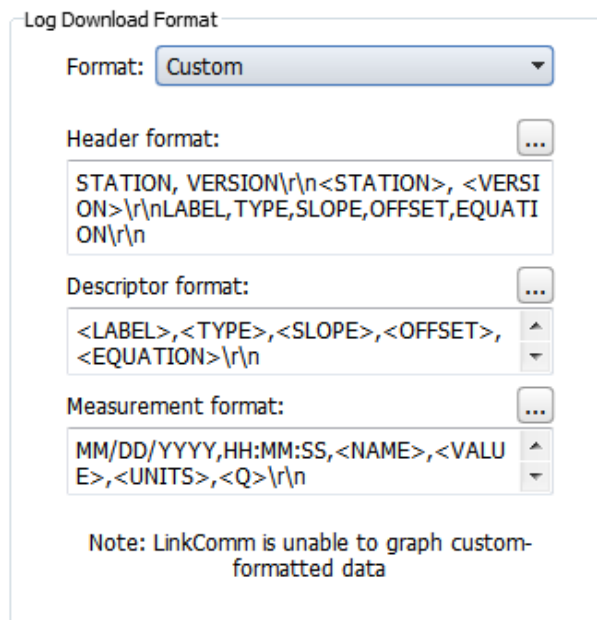 Log Download Format
Format: Custom
Header format:
...
STATION, VERSION\r\n<STATION>, <VERSI
ON>\r\nLABEL,TYPE,SLOPE,OFFSET,EQUATI
ON\r\n
Descriptor format:
...
<LABEL>,<TYPE>,<SLOPE>,<OFFSET>,
<EQUATION>\r\n
Measurement format:
...
MM/DD/YYYY,HH:MM:SS,<NAME>,<VALU
E>,<UNITS>,<Q>\r\n
Note: LinkComm is unable to graph custom-
formatted data